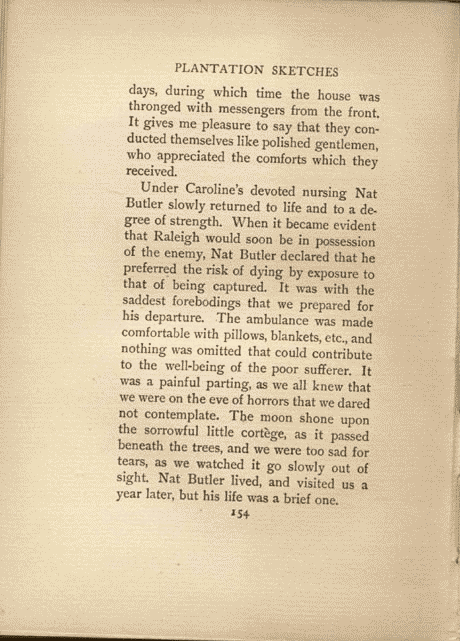 PLANTATION SKETCHES
days, during which time the house was
thronged with messengers from the front.
It gives me pleasure to say that they con-
ducted themselves like polished gentlemen,
who appreciated the comforts which they
received.
Under Caroline's devoted nursing Nat
Butler slowly returned to life and to a de-
gree of strength. When it became evident
that Raleigh would soon be in possession
of the enemy, Nat Butler declared that he
preferred the risk of dying by exposure to
that of being captured. It was with the
saddest forebodings that we prepared for
his departure. The ambulance was made
comfortable with pillows, blankets, etc., and
nothing was omitted that could contribute
to the well-being of the poor sufferer. It
was a painful parting, as we all knew that
we were on the eve of horrors that we dared
not contemplate. The moon shone upon
the sorrowful little cortège, as it passed
beneath the trees, and we were too sad for
tears, as we watched it go slowly out of
sight. Nat Butler lived, and visited us a
year later, but his life was a brief one.
154